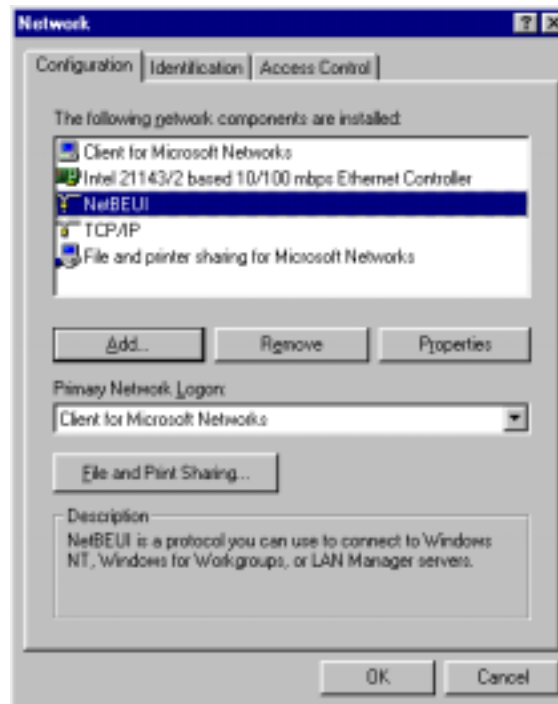 Network
Configuration Identification Access Control
The following network components are installed:
Client for Microsoft Networks
Intel 21143/2 based 10/100 mbps Ethernet Controller
NetBEUI
TCP/IP
File and printer sharing for Microsoft Networks
Add... Remove Properties
Primary Network Logon:
Client for Microsoft Networks
File and Print Sharing...
Description
NetBEUI is a protocol you can use to connect to Windows
NT, Windows for Workgroups, or LAN Manager servers.
OK Cancel